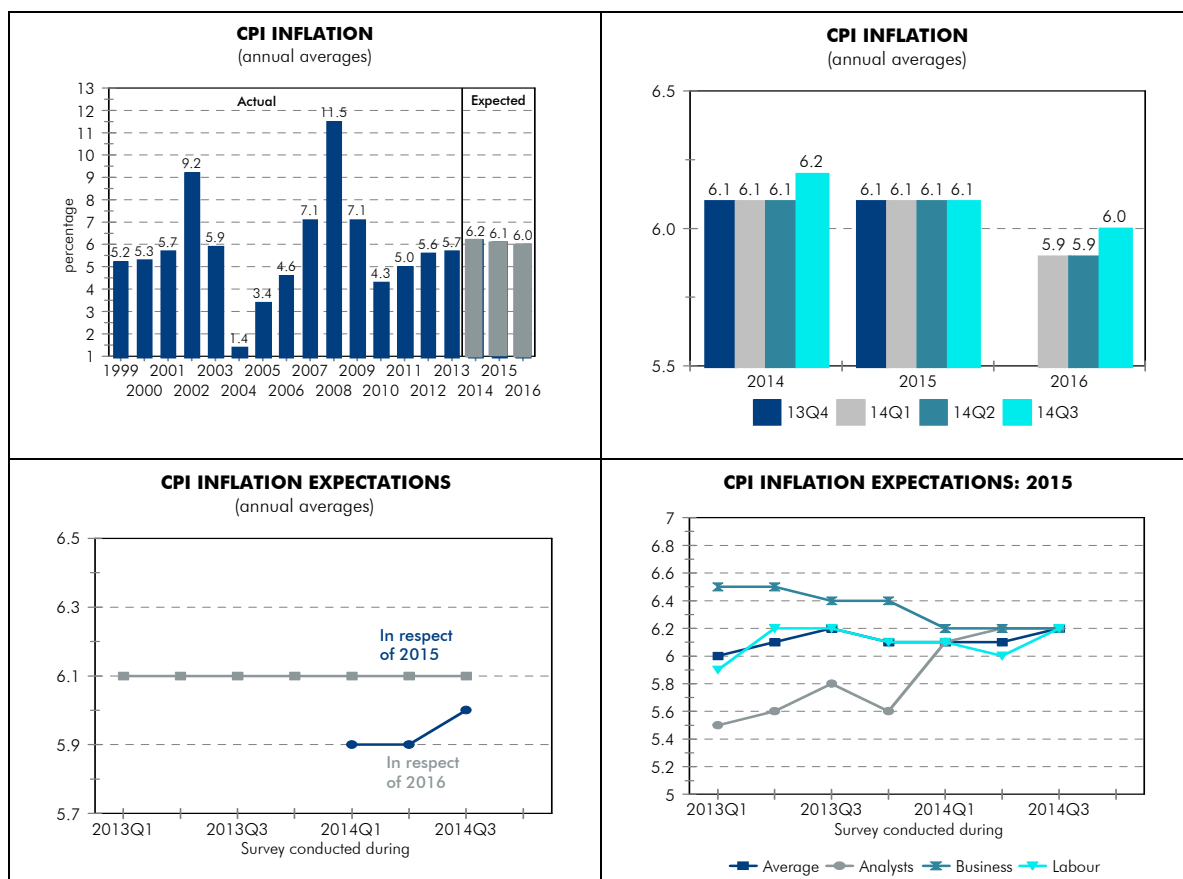 CPI INFLATION
(annual averages)
percentage
13
12
11
10
9
8
7
6
5
4
3
2
1
Actual
Expected
5.2
5.3
5.7
9.2
5.9
1.4
3.4
4.6
7.1
11.5
7.1
4.3
5.0
5.6
5.7
6.2
6.1
6.0
1999 2001 2003 2005 2007 2009 2011 2013 2015
2000 2002 2004 2006 2008 2010 2012 2014 2016
CPI INFLATION
(annual averages)
6.5
6.0
5.5
6.1 6.1 6.1 6.2
6.1 6.1 6.1 6.1
5.9 5.9 6.0
2014 2015 2016
13Q4 14Q1 14Q2 14Q3
CPI INFLATION EXPECTATIONS
(annual averages)
6.5
6.3
6.1
5.9
5.7
In respect
of 2015
In respect
of 2016
2013Q1 2013Q3 2014Q1 2014Q3
Survey conducted during
CPI INFLATION EXPECTATIONS: 2015
7
6.8
6.6
6.4
6.2
6
5.8
5.6
5.4
5.2
5
2013Q1 2013Q3 2014Q1 2014Q3
Survey conducted during
Average Analysts Business Labour